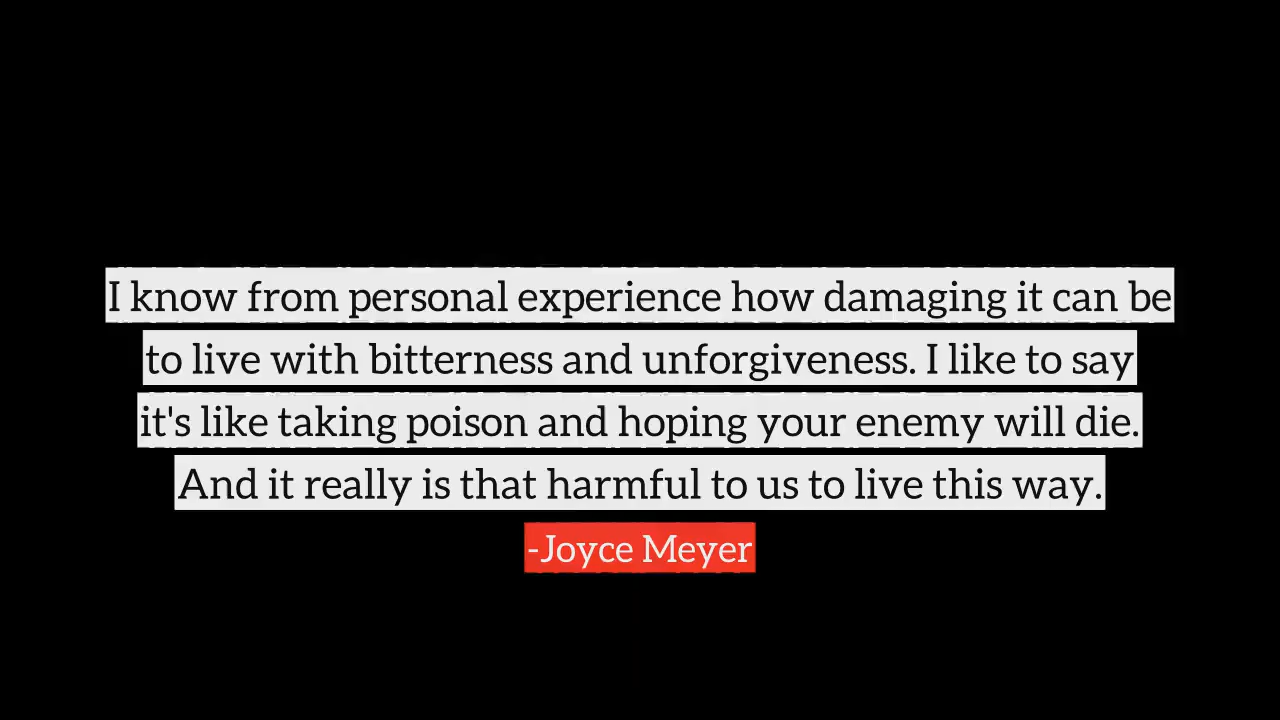 I know from personal experience how damaging it can be
to live with bitterness and unforgiveness. I like to say
it's like taking poison and hoping your enemy will die.
And it really is that harmful to us to live this way.
-Joyce Meyer